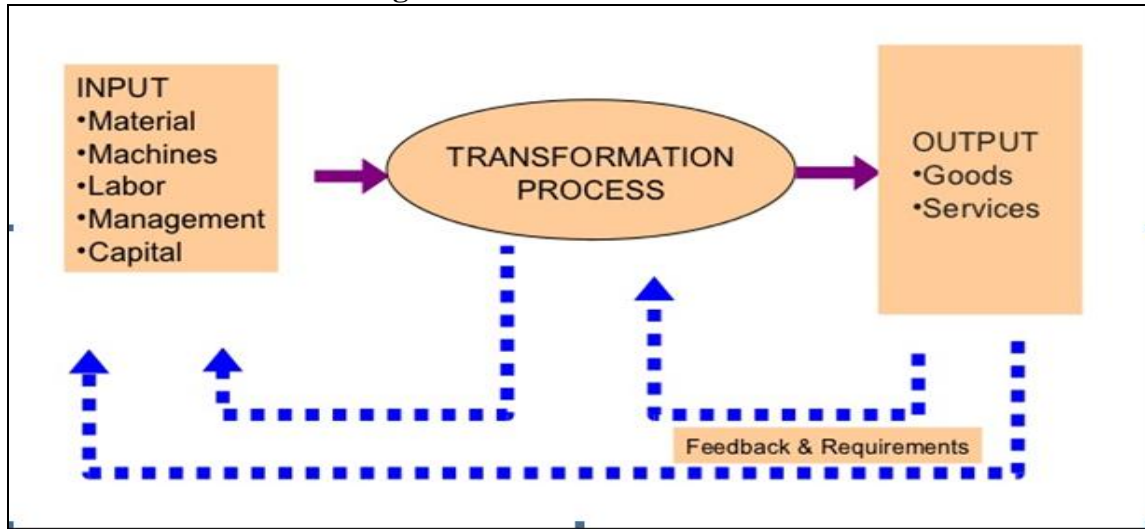 INPUT
•Material
•Machines
•Labor
•Management
•Capital
TRANSFORMATION
PROCESS
OUTPUT
•Goods
•Services
Feedback & Requirements